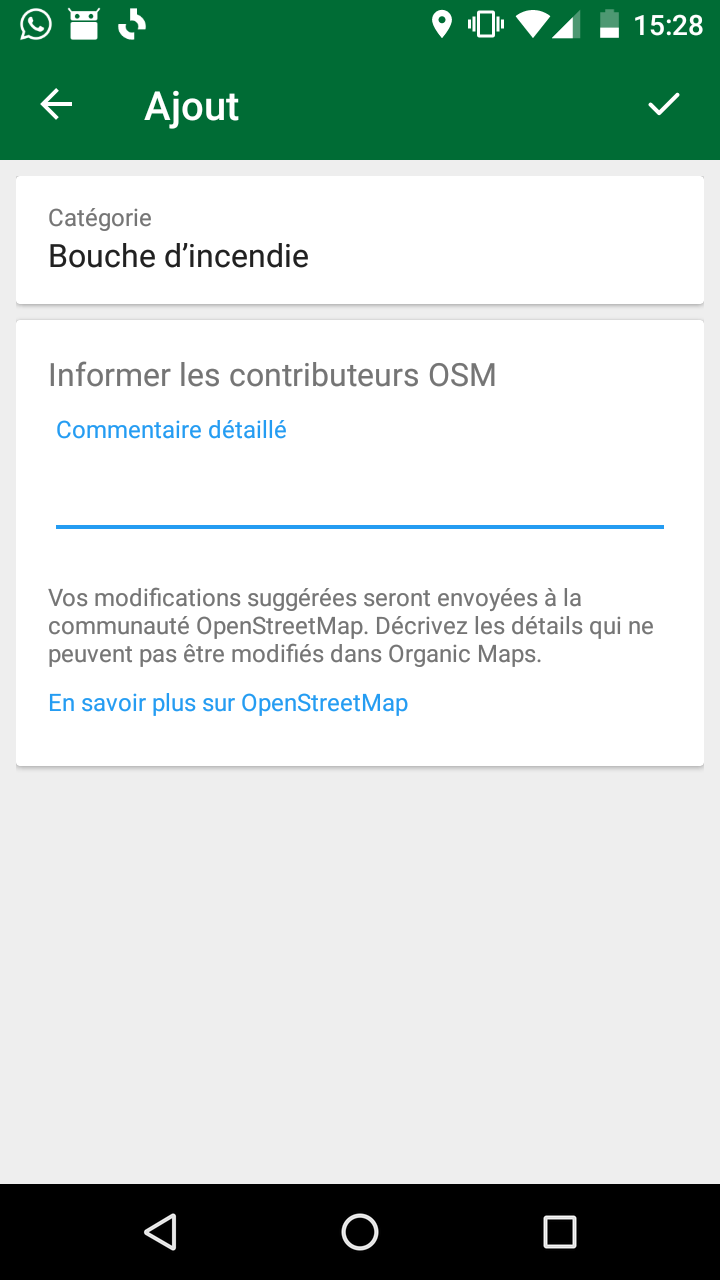 15:28
Ajout
Catégorie
Bouche d’incendie
Informer les contributeurs OSM
Commentaire détaillé
Vos modifications suggérées seront envoyées à la
communauté OpenStreetMap. Décrivez les détails qui ne
peuvent pas être modifiés dans Organic Maps.
En savoir plus sur OpenStreetMap